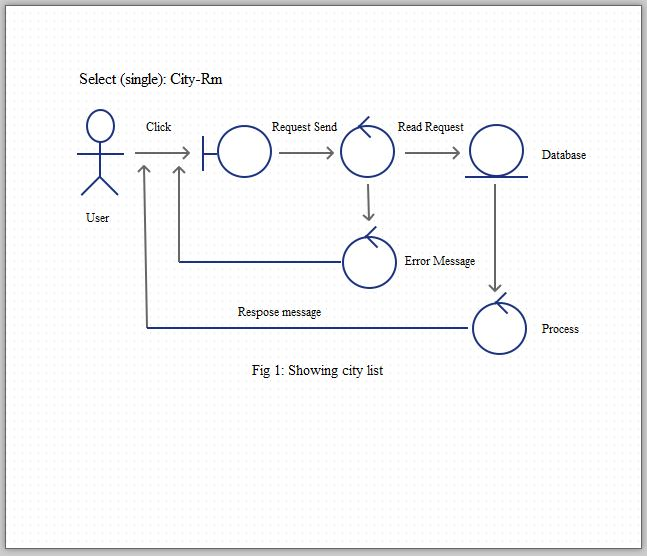 Select (single): City-Rm
Click
Request Send
Read Request
Database
User
Error Message
Respose message
Process
Fig 1: Showing city list